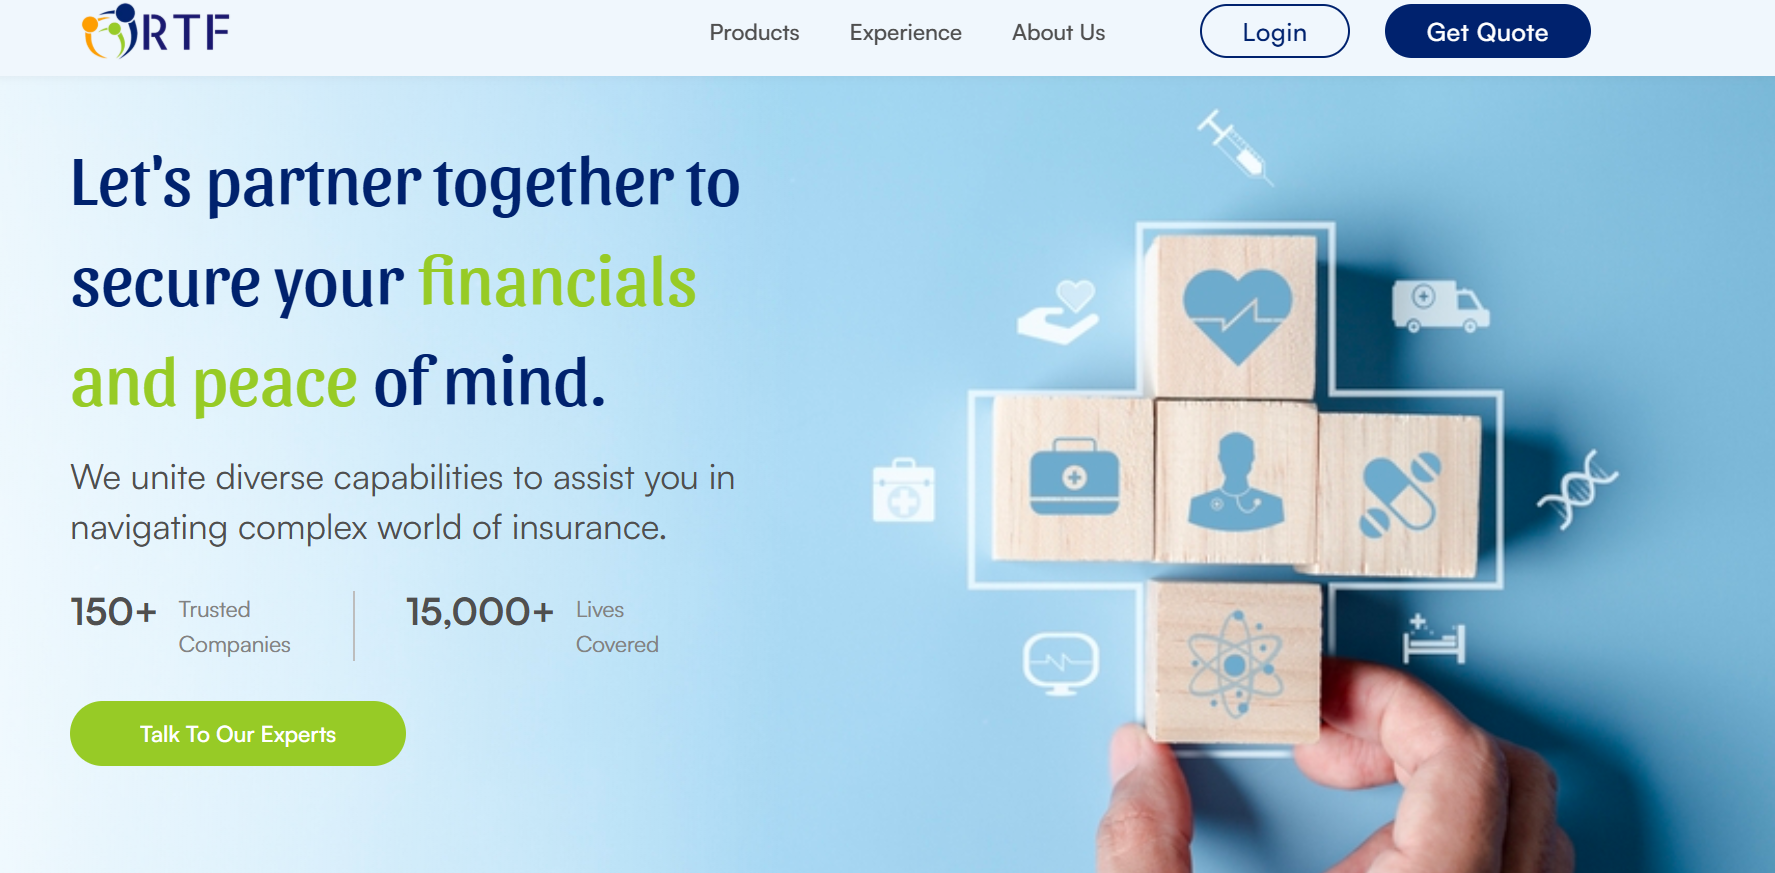 RTF
Products
Experience
About Us
Login
Get Quote
Let's partner together to
secure your financials
and peace of mind.
We unite diverse capabilities to assist you in
navigating complex world of insurance.
150+
Trusted
Companies
15,000+
Lives
Covered
Talk To Our Experts